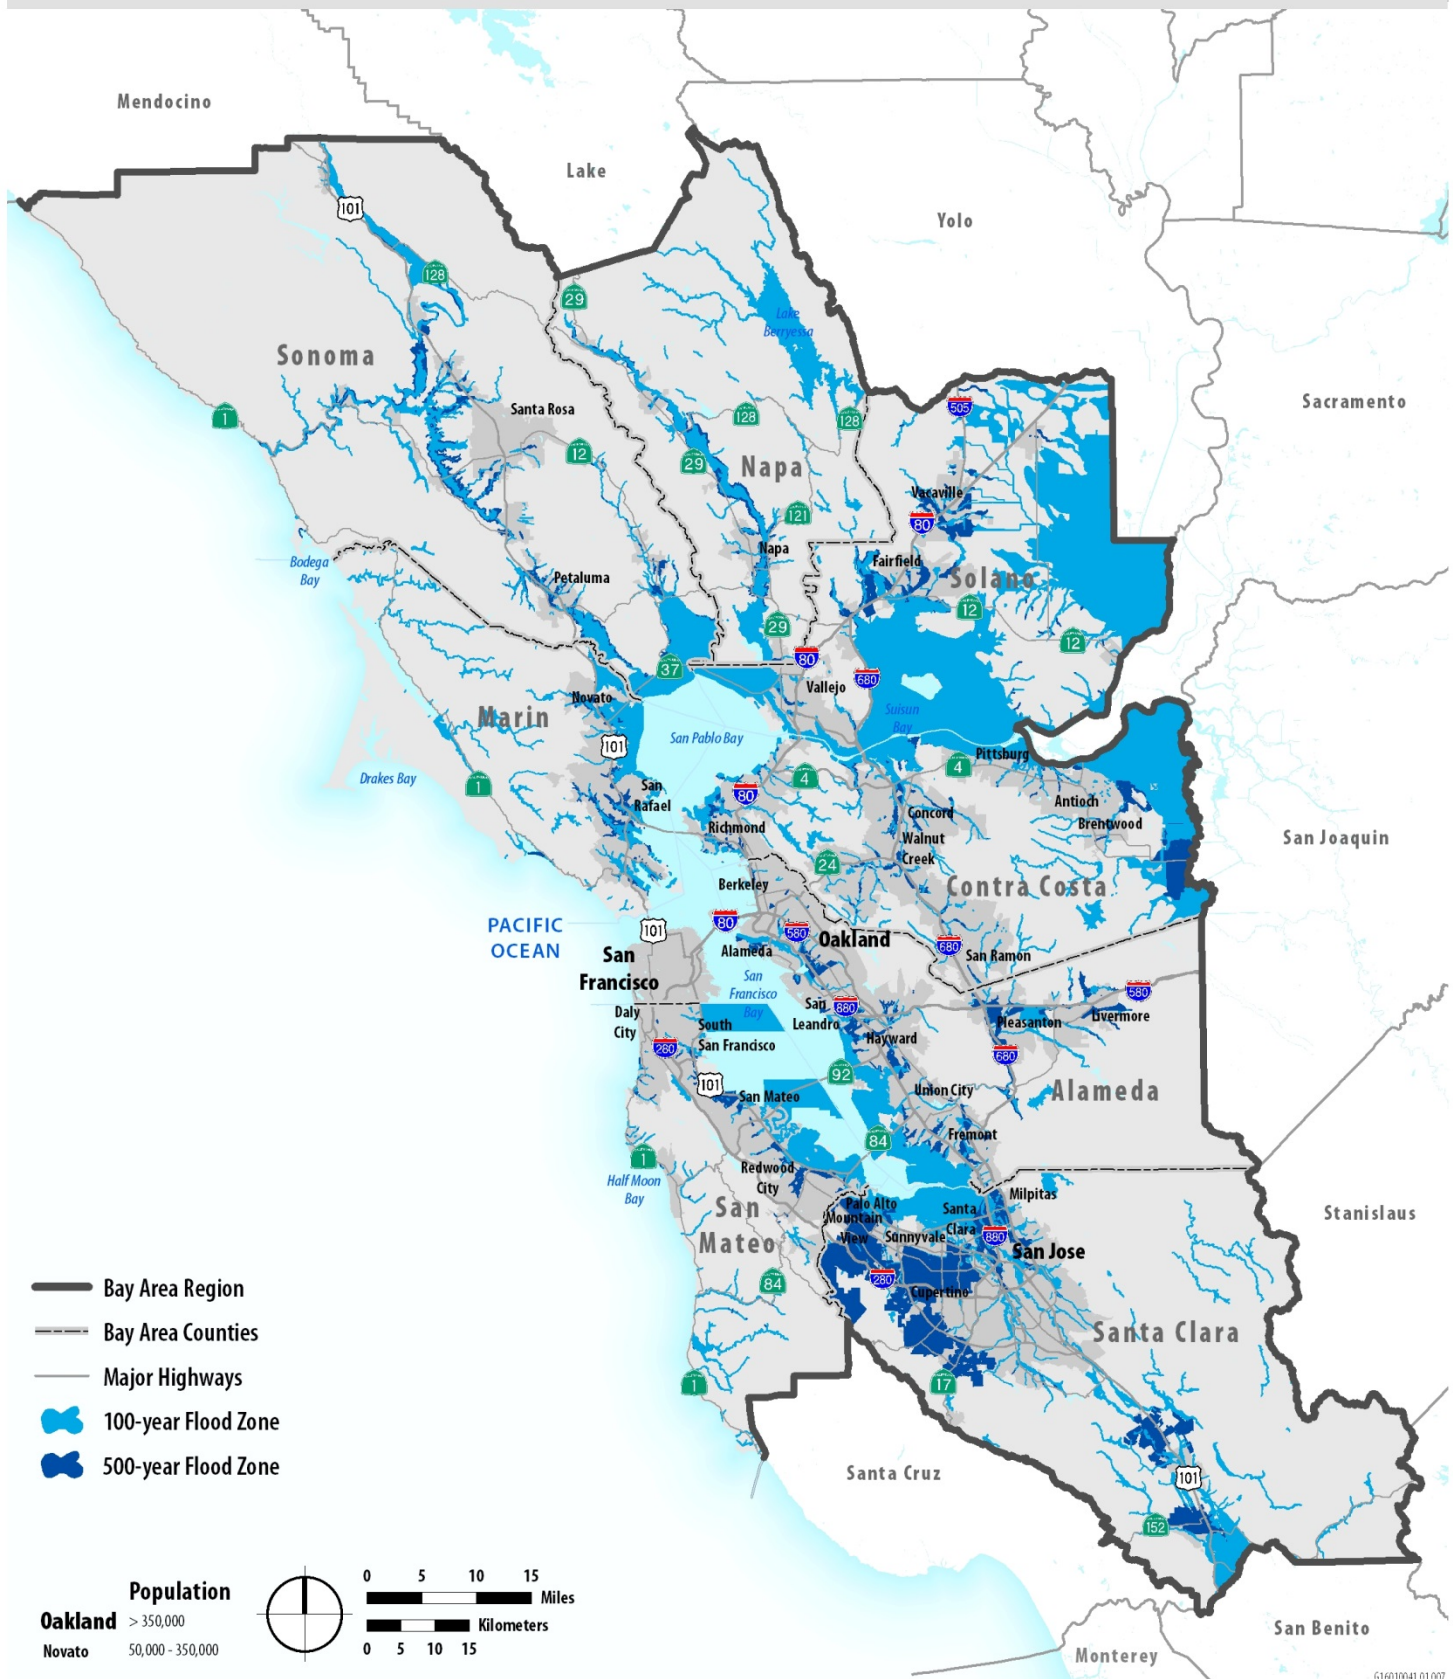 Mendocino
Lake
Yolo
101
128
29
Lake
Berryessa
Sonoma
Sacramento
1
Santa Rosa
128
128
505
12
29
Napa
Vacaville
121
80
Napa
Fairfield
Bodega
Bay
Petaluma
Solano
12
29
12
37
80
680
Novato
Vallejo
Marin
Suisun
Bay
San Pablo Bay
101
Pittsburg
4
4
Drakes Bay
1
San
Rafael
80
Antioch
Richmond
Concord
Brentwood
San Joaquin
Walnut
Creek
24
Berkeley
Contra Costa
PACIFIC
OCEAN
101
80
580
Oakland
680
San
Francisco
Alameda
San Ramon
San
Francisco
Bay
580
Daly
City
San
Leandro
880
Pleasanton
Livermore
South
San Francisco
Hayward
280
680
101
92
San Mateo
Union City
Alameda
84
Fremont
1
Half Moon
Bay
Redwood
City
Milpitas
San
Mateo
Palo Alto
Mountain
View
Sunnyvale
Santa
Clara
880
San Jose
Stanislaus
280
84
Cupertino
Santa Clara
17
1
101
Santa Cruz
152
Bay Area Region
Bay Area Counties
Major Highways
100-year Flood Zone
500-year Flood Zone
Population
Oakland > 350,000
Novato 50,000 - 350,000
0 5 10 15
Miles
Kilometers
0 5 10 15
San Benito
Monterey
G16010041 01 007